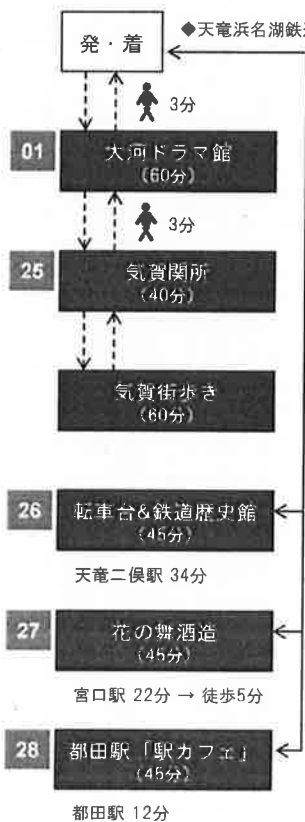 発・着
◆天竜浜名湖鉄
3分
01
大河ドラマ館
(60分)
3分
25
気賀関所
(40分)
気賀街歩き
(60分)
26
転車台&鉄道歴史館
(45分)
天竜二俣駅 34分
27
花の舞酒造
(45分)
宮口駅 22分 → 徒歩5分
28
都田駅「駅カフェ」
(45分)
都田駅 12分